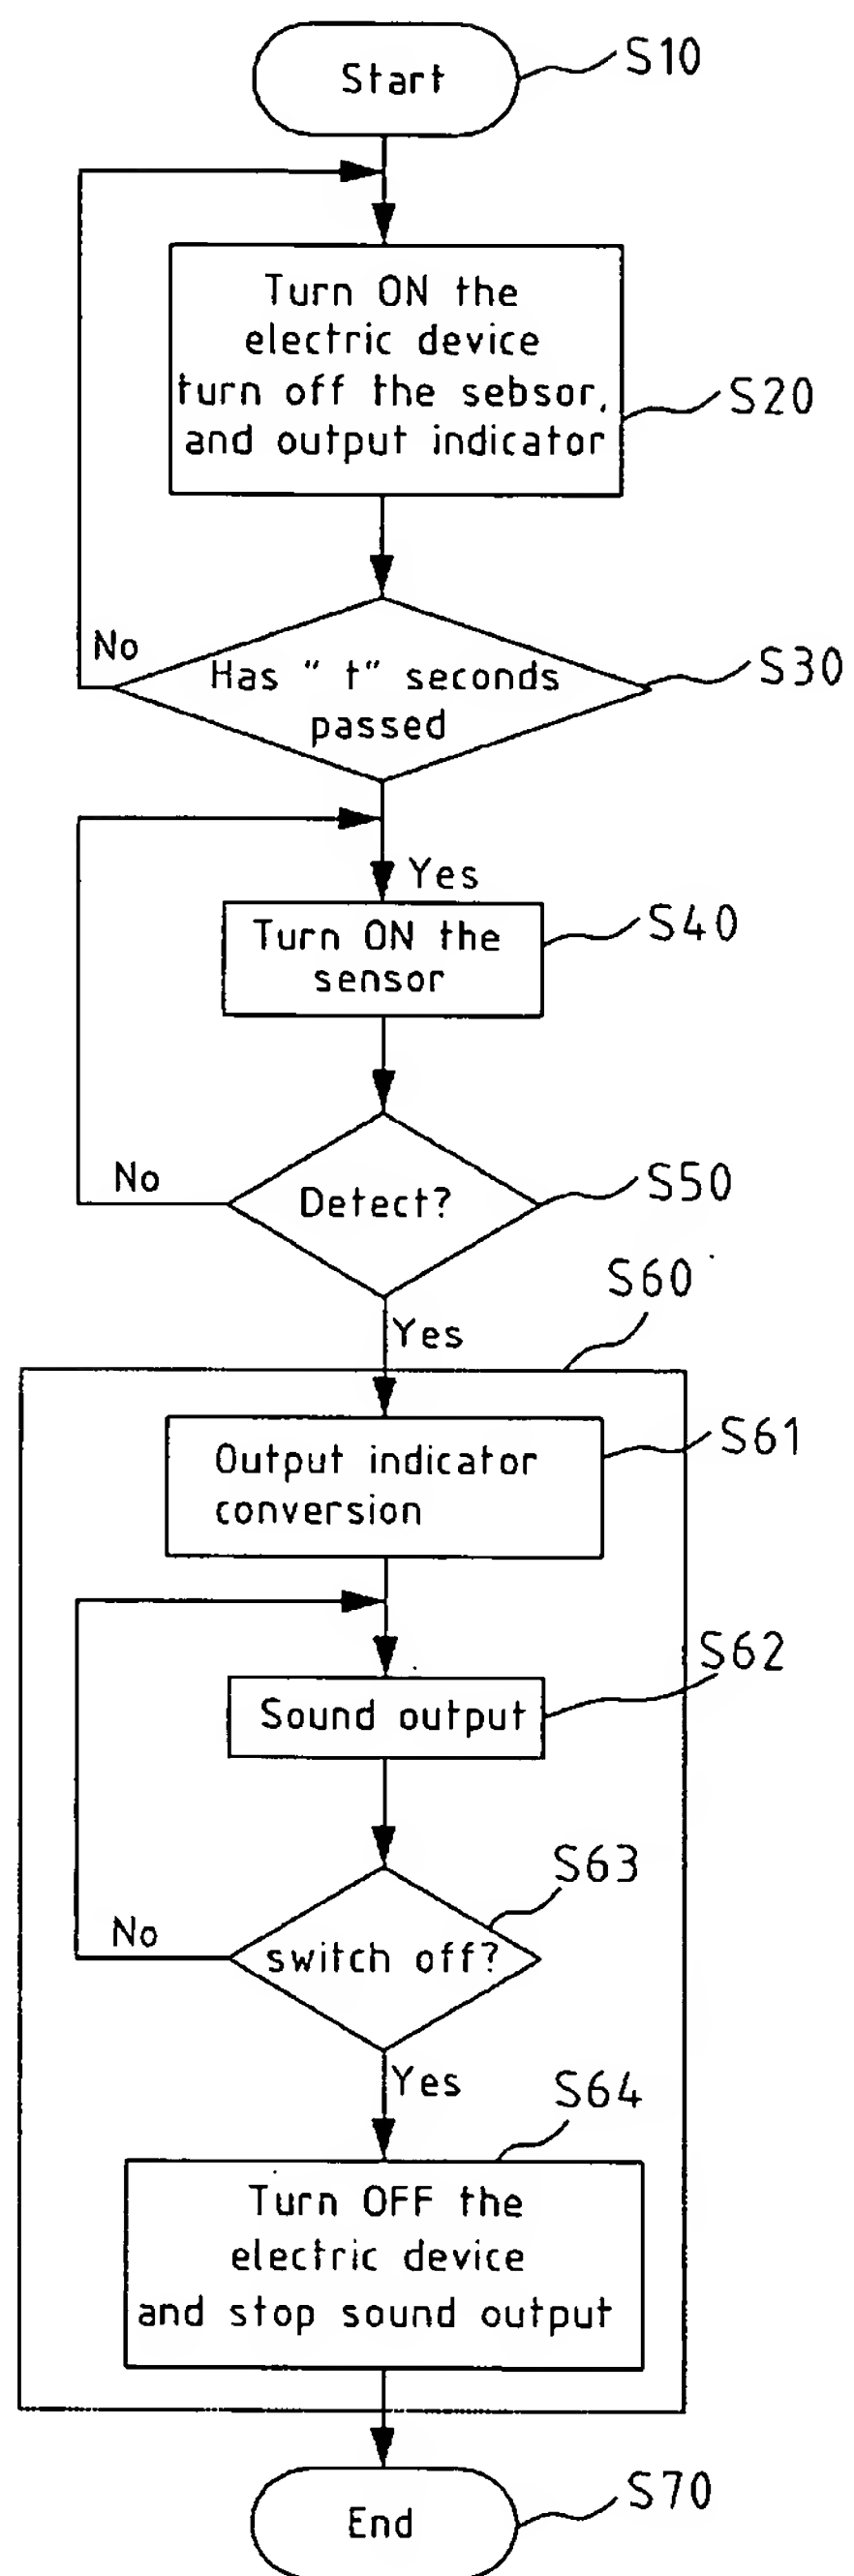 Start
S10
Turn ON the
electric device
turn off the sebsor,
and output indicator
S20
No
Has " t" seconds
passed
S30
Yes
Turn ON the
sensor
S40
No
Detect?
S50
Yes
S60
Output indicator
conversion
S61
Sound output
S62
No
switch off?
S63
Yes
S64
Turn OFF the
electric device
and stop sound output
End
S70